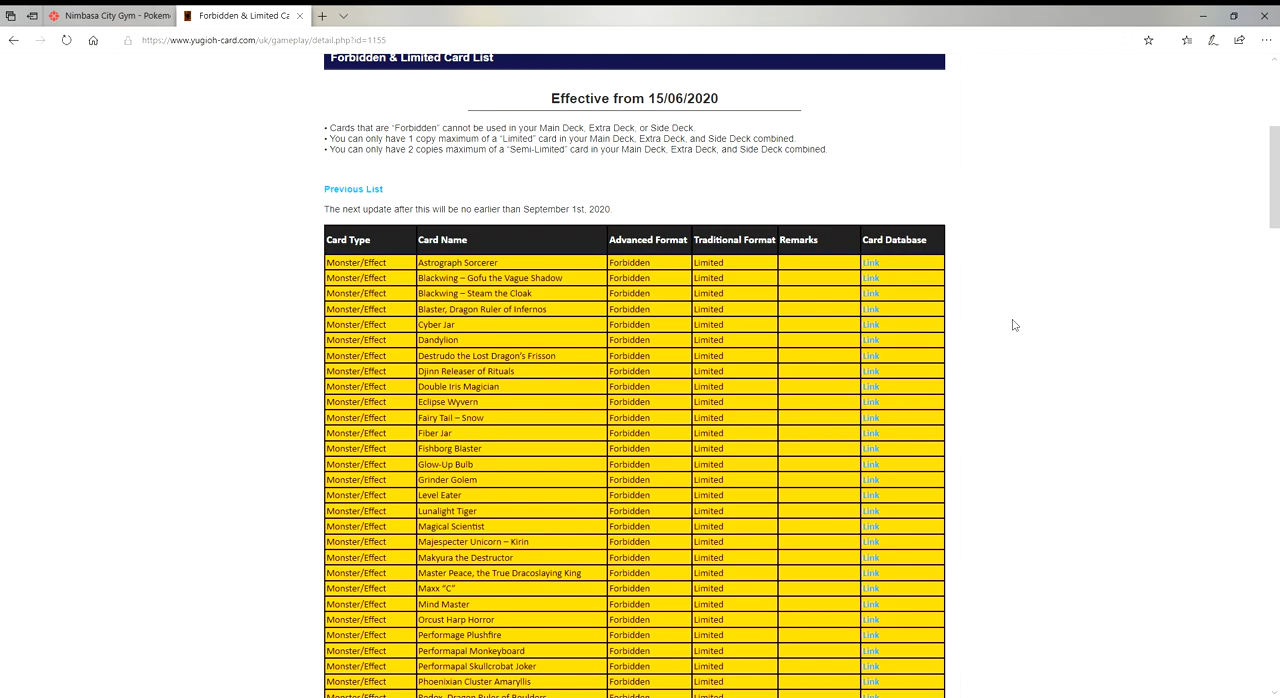 Nimbasa City Gym - Pokem
Forbidden & Limited Ca
https://www.yugioh-card.com/uk/gameplay/detail.php?id=1155
Forbidden & Limited Card List
Effective from 15/06/2020
• Cards that are “Forbidden” cannot be used in your Main Deck, Extra Deck, or Side Deck.
• You can only have 1 copy maximum of a “Limited” card in your Main Deck, Extra Deck, and Side Deck combined.
• You can only have 2 copies maximum of a “Semi-Limited” card in your Main Deck, Extra Deck, and Side Deck combined.
Previous List
The next update after this will be no earlier than September 1st, 2020.
Card Type Card Name Advanced Format Traditional Format Remarks Card Database
Monster/Effect Astrograph Sorcerer Forbidden Limited Link
Monster/Effect Blackwing – Gofu the Vague Shadow Forbidden Limited Link
Monster/Effect Blackwing – Steam the Cloak Forbidden Limited Link
Monster/Effect Blaster, Dragon Ruler of Infernos Forbidden Limited Link
Monster/Effect Cyber Jar Forbidden Limited Link
Monster/Effect Dandylion Forbidden Limited Link
Monster/Effect Destrudo the Lost Dragon’s Frisson Forbidden Limited Link
Monster/Effect Djinn Releaser of Rituals Forbidden Limited Link
Monster/Effect Double Iris Magician Forbidden Limited Link
Monster/Effect Eclipse Wyvern Forbidden Limited Link
Monster/Effect Fairy Tail – Snow Forbidden Limited Link
Monster/Effect Fiber Jar Forbidden Limited Link
Monster/Effect Fishborg Blaster Forbidden Limited Link
Monster/Effect Glow-Up Bulb Forbidden Limited Link
Monster/Effect Grinder Golem Forbidden Limited Link
Monster/Effect Level Eater Forbidden Limited Link
Monster/Effect Lunalight Tiger Forbidden Limited Link
Monster/Effect Magical Scientist Forbidden Limited Link
Monster/Effect Majespecter Unicorn – Kirin Forbidden Limited Link
Monster/Effect Makyura the Destructor Forbidden Limited Link
Monster/Effect Master Peace, the True Dracoslaying King Forbidden Limited Link
Monster/Effect Maxx “C” Forbidden Limited Link
Monster/Effect Mind Master Forbidden Limited Link
Monster/Effect Orcust Harp Horror Forbidden Limited Link
Monster/Effect Performage Plushfire Forbidden Limited Link
Monster/Effect Performapal Monkeyboard Forbidden Limited Link
Monster/Effect Performapal Skullcrobat Joker Forbidden Limited Link
Monster/Effect Phoenixian Cluster Amaryllis Forbidden Limited Link
Monster/Effect Redox, Dragon Ruler of Boulders Forbidden Limited Link